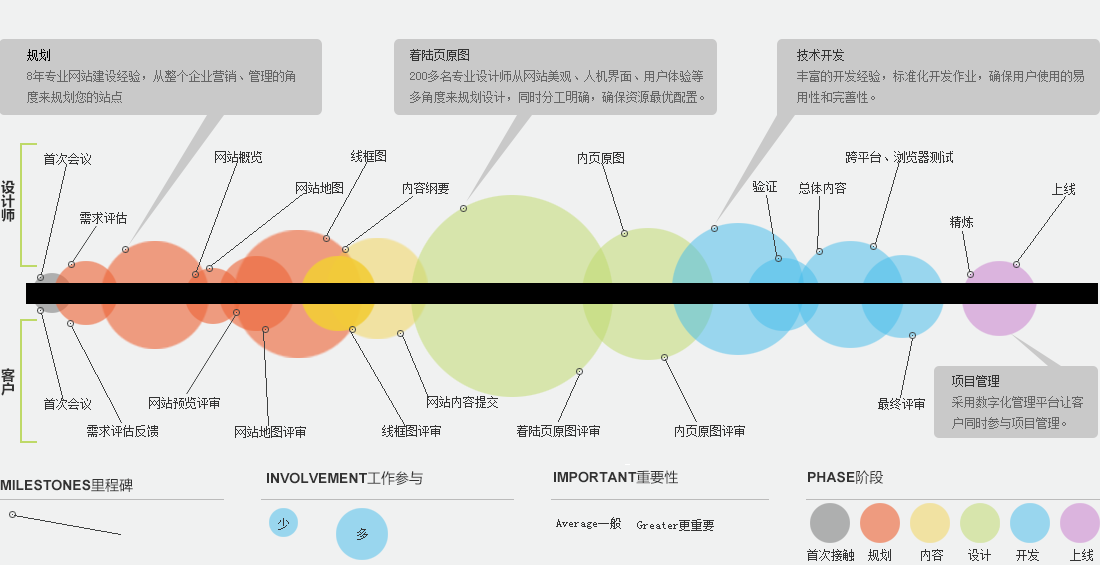 规划
8年专业网站建设经验，从整个企业营销、管理的角
度来规划您的站点
着陆页原图
200多名专业设计师从网站美观、人机界面、用户体验等
多角度来规划设计，同时分工明确，确保资源最优配置。
技术开发
丰富的开发经验，标准化开发作业，确保用户使用的易
用性和完善性。
设计师
首次会议
需求评估
网站概览
网站地图
线框图
内容纲要
内页原图
验证
总体内容
跨平台、浏览器测试
精炼
上线
客户
首次会议
需求评估反馈
网站预览评审
网站地图评审
线框图评审
网站内容提交
着陆页原图评审
内页原图评审
最终评审
项目管理
采用数字化管理平台让客
户同时参与项目管理。
MILESTONES里程碑
INVOLVEMENT工作参与
少
多
IMPORTANT重要性
Average一般
Greater更重要
PHASE阶段
首次接触
规划
内容
设计
开发
上线